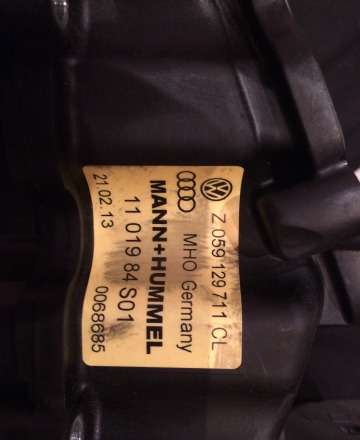 Z 059 129 711 CL
MHO Germany
MANN+HUMMEL
11 019 84 S01
21.02.13 0068685